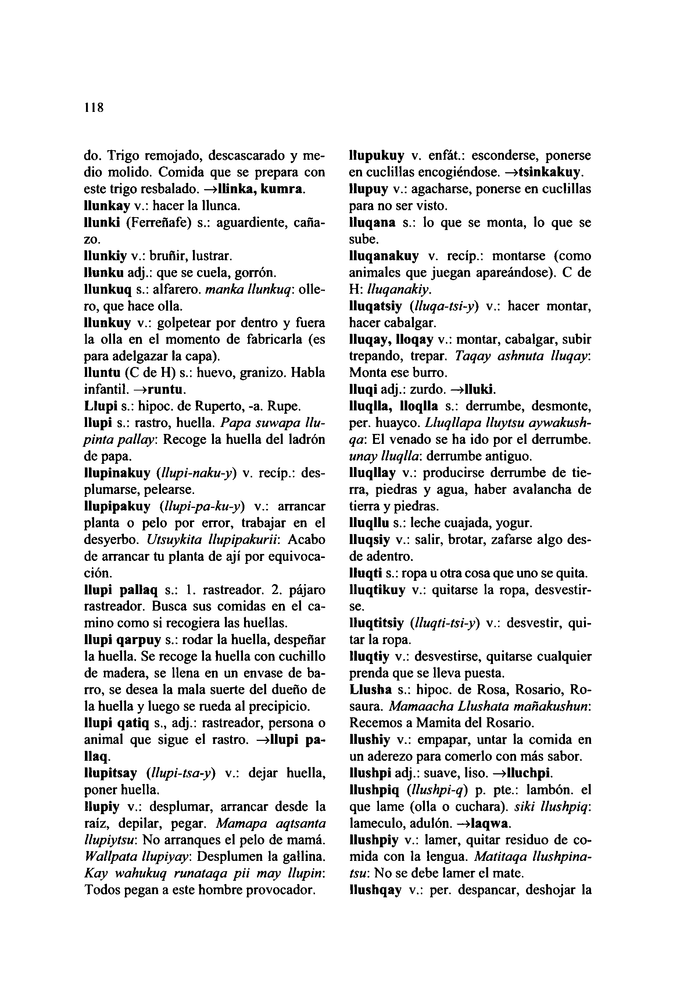 118
do. Trigo remojado, descascarado y me-
dio molido. Comida que se prepara con
este trigo resbalado. →llinka, kumra.
llunkay v.: hacer la llunca.
llunki (Ferreñafe) s.: aguardiente, caña-
zo.
llunkiy v.: bruñir, lustrar.
llunku adj.: que se cuela, gorrón.
llunkuq s.: alfarero. manka llunkuq: olle-
ro, que hace olla.
llunkuy v.: golpetear por dentro y fuera
la olla en el momento de fabricarla (es
para adelgazar la capa).
lluntu (C de H) s.: huevo, granizo. Habla
infantil. →runtu.
Llupi s.: hipoc. de Ruperto, -a. Rupe.
llupi s.: rastro, huella. Papa suwapa llu-
pinta pallay: Recoge la huella del ladrón
de papa.
llupinakuy (llupi-naku-y) v. recíp.: des-
plumarse, pelearse.
llupipakuy (llupi-pa-ku-y) v.: arrancar
planta o pelo por error, trabajar en el
desyerbo. Utsuykita llupipakurii: Acabo
de arrancar tu planta de ají por equivoca-
ción.
llupi pallaq s.: 1. rastreador. 2. pájaro
rastreador. Busca sus comidas en el ca-
mino como si recogiera las huellas.
llupi qarpuy s.: rodar la huella, despeñar
la huella. Se recoge la huella con cuchillo
de madera, se llena en un envase de ba-
rro, se desea la mala suerte del dueño de
la huella y luego se rueda al precipicio.
llupi qatiq s., adj.: rastreador, persona o
animal que sigue el rastro. →llupi pa-
llaq.
llupitsay (llupi-tsa-y) v.: dejar huella,
poner huella.
llupiy v.: desplumar, arrancar desde la
raíz, depilar, pegar. Mamapa aqtsanta
llupiytsu: No arranques el pelo de mamá.
Wallpata llupiyay: Desplumen la gallina.
Kay wahukuq runataqa pii may llupin:
Todos pegan a este hombre provocador.
llupukuy v. enfát.: esconderse, ponerse
en cuclillas encogiéndose. →tsinkakuy.
llupuy v.: agacharse, ponerse en cuclillas
para no ser visto.
lluqana s.: lo que se monta, lo que se
sube.
lluqanakuy v. recíp.: montarse (como
animales que juegan apareándose). C de
H: lluqanakiy.
lluqatsiy (lluqa-tsi-y) v.: hacer montar,
hacer cabalgar.
lluqay, lloqay v.: montar, cabalgar, subir
trepando, trepar. Taqay ashnuta lluqay:
Monta ese burro.
lluqi adj.: zurdo. →lluki.
lluqlla, lloqlla s.: derrumbe, desmonte,
per. huayco. Lluqllapa lluytsu aywakush-
qa: El venado se ha ido por el derrumbe.
unay lluqlla: derrumbe antiguo.
lluqllay v.: producirse derrumbe de tie-
rra, piedras y agua, haber avalancha de
tierra y piedras.
lluqllu s.: leche cuajada, yogur.
lluqsiy v.: salir, brotar, zafarse algo des-
de adentro.
lluqti s.: ropa u otra cosa que uno se quita.
lluqtikuy v.: quitarse la ropa, desvestir-
se.
lluqtitsiy (lluqti-tsi-y) v.: desvestir, qui-
tar la ropa.
lluqtiy v.: desvestirse, quitarse cualquier
prenda que se lleva puesta.
Llusha s.: hipoc. de Rosa, Rosario, Ro-
saura. Mamaacha Llushata mañakushun:
Recemos a Mamita del Rosario.
llushiy v.: empapar, untar la comida en
un aderezo para comerlo con más sabor.
llushpi adj.: suave, liso. →lluchpi.
llushpiq (llushpi-q) p. pte.: lambón. el
que lame (olla o cuchara). siki llushpiq:
lameculo, adulón. →laqwa.
llushpiy v.: lamer, quitar residuo de co-
mida con la lengua. Matitaqa llushpina-
tsu: No se debe lamer el mate.
llushqay v.: per. despancar, deshojar la